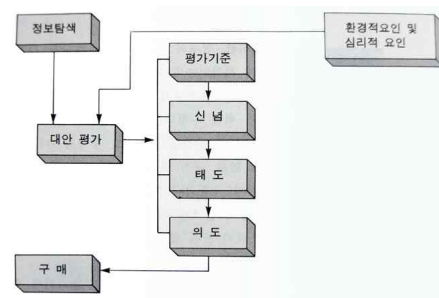 정보탐색
환경적요인 및
심리적 요인
평가기준
신 념
대안 평가
태 도
의 도
구 매